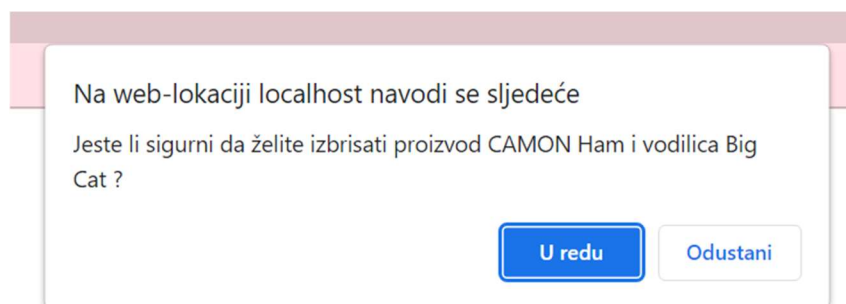 Na web-lokaciji localhost navodi se sljedeće
Jeste li sigurni da želite izbrisati proizvod CAMON Ham i vodilica Big
Cat ?
U redu
Odustani